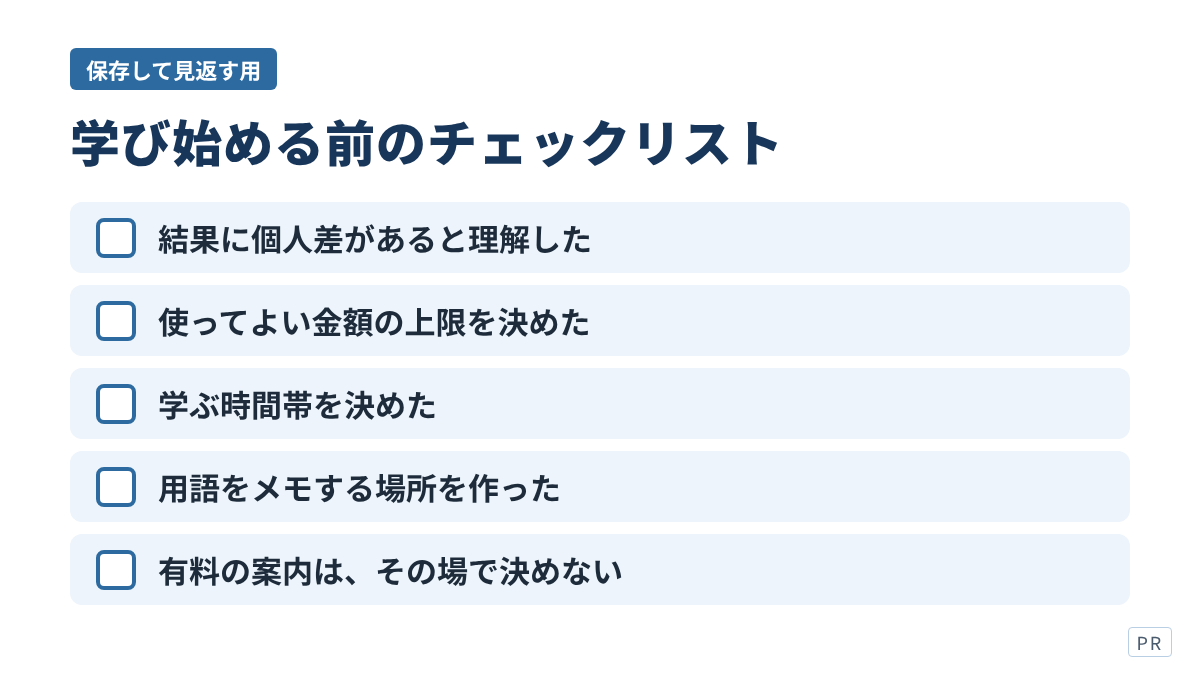 保存して見返す用
学び始める前のチェックリスト
結果に個人差があると理解した
使ってよい金額の上限を決めた
学ぶ時間帯を決めた
用語をメモする場所を作った
有料の案内は、その場で決めない
PR